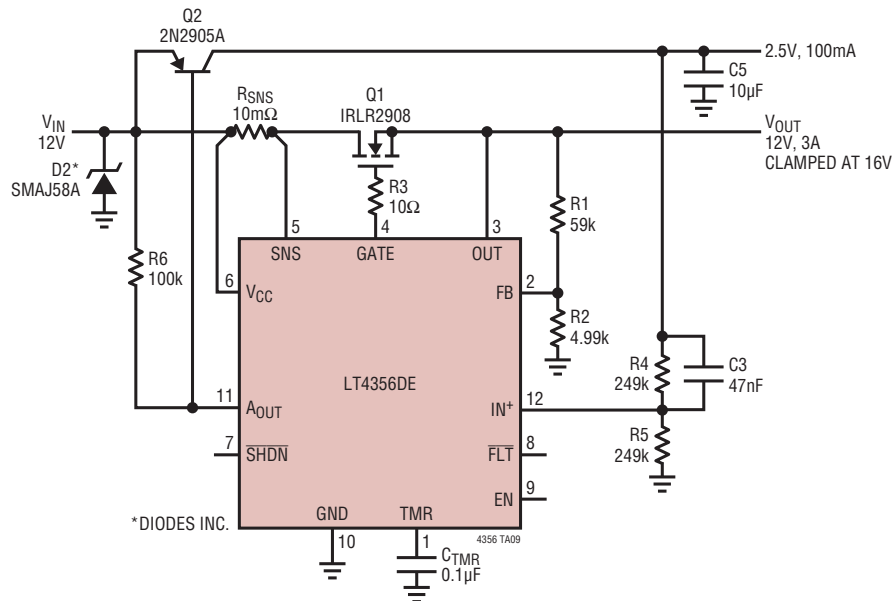 Q2
2N2905A
2.5V, 100mA
C5
10µF
VIN
12V
RSNS
10mΩ
Q1
IRLR2908
VOUT
12V, 3A
CLAMPED AT 16V
D2*
SMAJ58A
R3
10Ω
R1
59k
5
4
3
SNS
GATE
OUT
R6
100k
6
VCC
FB
2
R2
4.99k
LT4356DE
R4
249k
C3
47nF
11
AOUT
IN+
12
7
SHDN
FLT
8
R5
249k
EN
9
*DIODES INC.
GND
TMR
10
1
4356 TA09
CTMR
0.1µF